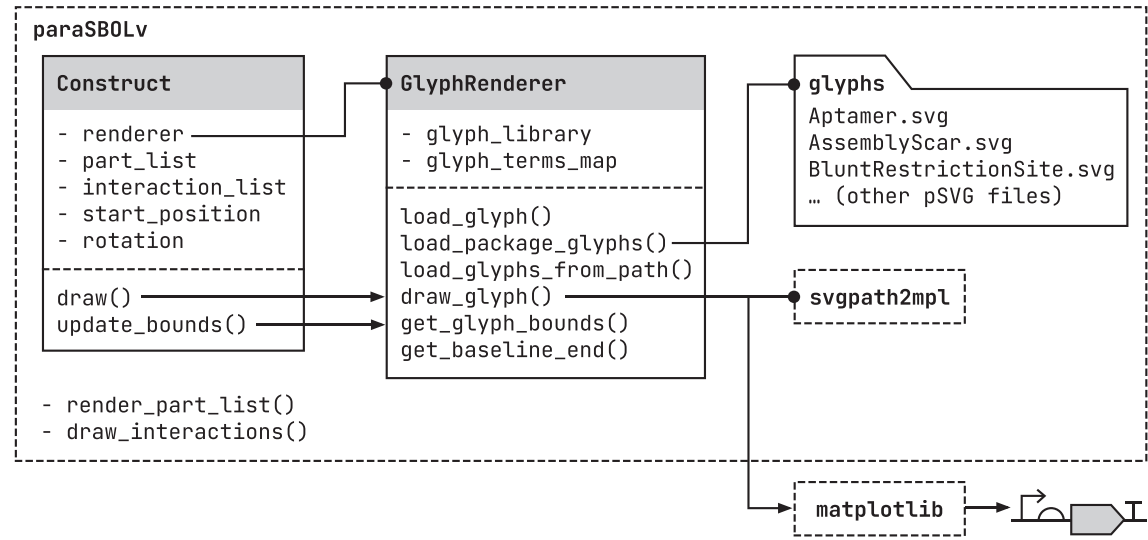 paraSBOLv
Construct
- renderer
- part_list
- interaction_list
- start_position
- rotation
draw()
update_bounds()
GlyphRenderer
- glyph_library
- glyph_terms_map
load_glyph()
load_package_glyphs()
load_glyphs_from_path()
draw_glyph()
get_glyph_bounds()
get_baseline_end()
glyphs
Aptamer.svg
AssemblyScar.svg
BluntRestrictionSite.svg
… (other pSVG files)
svgpath2mpl
- render_part_list()
- draw_interactions()
matplotlib